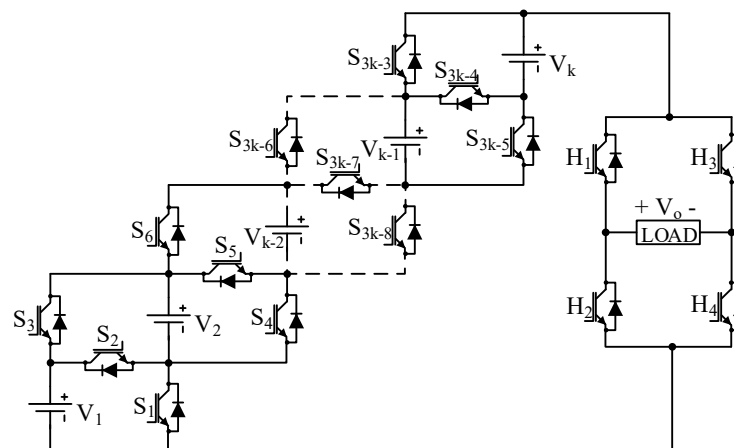 S3k-3
Vk
S3k-4
S3k-6
Vk-1
S3k-5
S3k-7
H1
H3
+ Vo -
LOAD
S6
Vk-2
S3k-8
S5
H2
H4
S3
S2
V2
S4
V1
S1